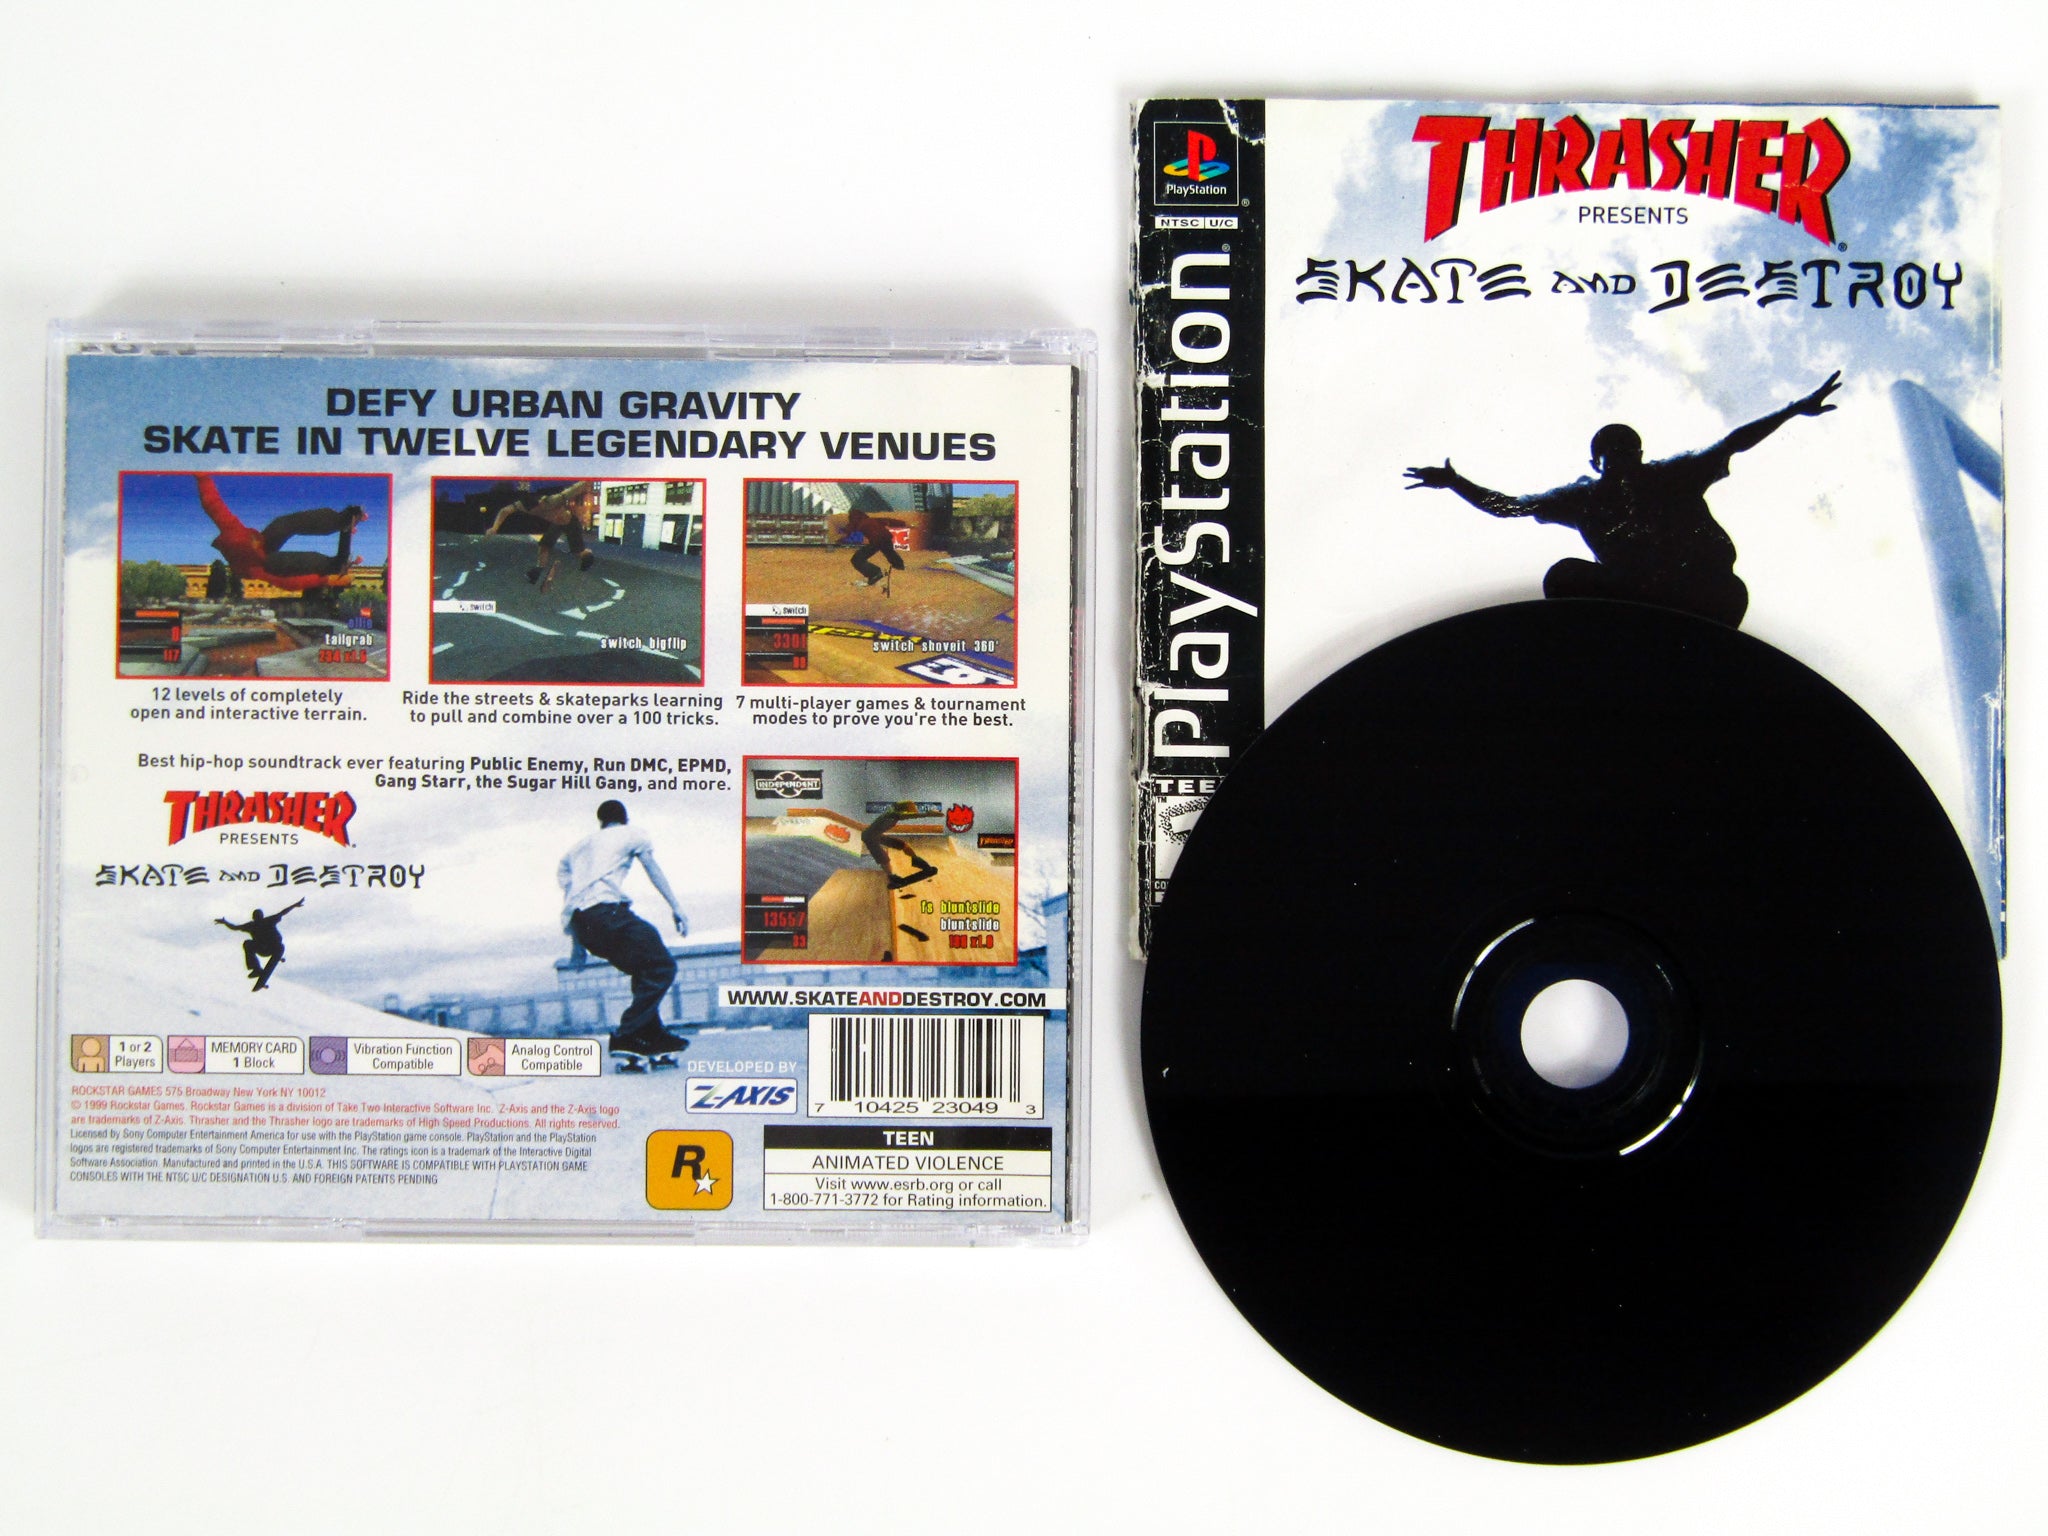 DEFY URBAN GRAVITY
SKATE IN TWELVE LEGENDARY VENUES
ollie
tailgrab
234 x1.6
0
117
switch
switch bigflip
switch
3301
99
switch shoveit 360°
12 levels of completely
open and interactive terrain.
Ride the streets & skateparks learning
to pull and combine over a 100 tricks.
7 multi-player games & tournament
modes to prove you're the best.
Best hip-hop soundtrack ever featuring Public Enemy, Run DMC, EPMD,
Gang Starr, the Sugar Hill Gang, and more.
THRASHER
PRESENTS
SKATE AND DESTROY
INDEPENDENT
13557
33
fs bluntslide
bluntslide
WWW.SKATEANDDESTROY.COM
1 or 2
Players
MEMORY CARD
1 Block
Vibration Function
Compatible
Analog Control
Compatible
DEVELOPED BY
Z-AXIS
7 10425 23049 3
ROCKSTAR GAMES 575 Broadway New York NY 10012
© 1999 Rockstar Games. Rockstar Games is a division of Take Two Interactive Software Inc. Z-Axis and the Z-Axis logo
are trademarks of Z-Axis. Thrasher and the Thrasher logo are trademarks of High Speed Productions. All rights reserved.
Licensed by Sony Computer Entertainment America for use with the PlayStation game console. PlayStation and the PlayStation
logos are registered trademarks of Sony Computer Entertainment Inc. The ratings icon is a trademark of the Interactive Digital
Software Association. Manufactured and printed in the U.S.A. THIS SOFTWARE IS COMPATIBLE WITH PLAYSTATION GAME
CONSOLES WITH THE NTSC U/C DESIGNATION U.S. AND FOREIGN PATENTS PENDING
R
TEEN
ANIMATED VIOLENCE
Visit www.esrb.org or call
1-800-771-3772 for Rating information.
PlayStation
NTSC U/C
PlayStation
TEE
THRASHER
PRESENTS
SKATE AND DESTROY